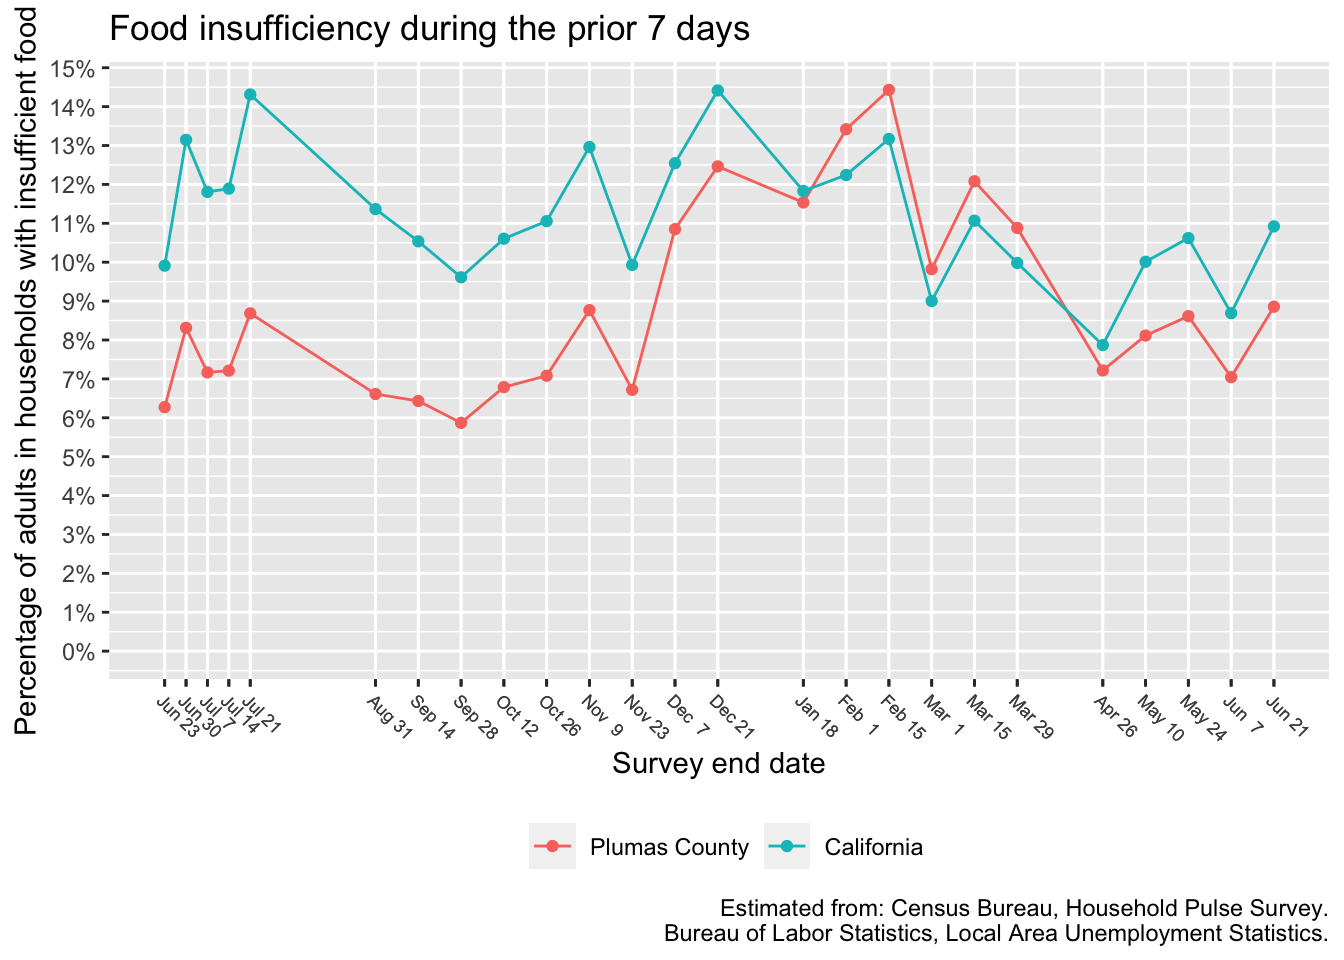 Food insufficiency during the prior 7 days
Percentage of adults in households with insufficient food
15%
14%
13%
12%
11%
10%
9%
8%
7%
6%
5%
4%
3%
2%
1%
0%
Jun 23
Jun 30
Jul 7
Jul 14
Jul 21
Aug 31
Sep 14
Sep 28
Oct 12
Oct 26
Nov 9
Nov 23
Dec 7
Dec 21
Jan 18
Feb 1
Feb 15
Mar 1
Mar 15
Mar 29
Apr 26
May 10
May 24
Jun 7
Jun 21
Survey end date
Plumas County
California
Estimated from: Census Bureau, Household Pulse Survey.
Bureau of Labor Statistics, Local Area Unemployment Statistics.